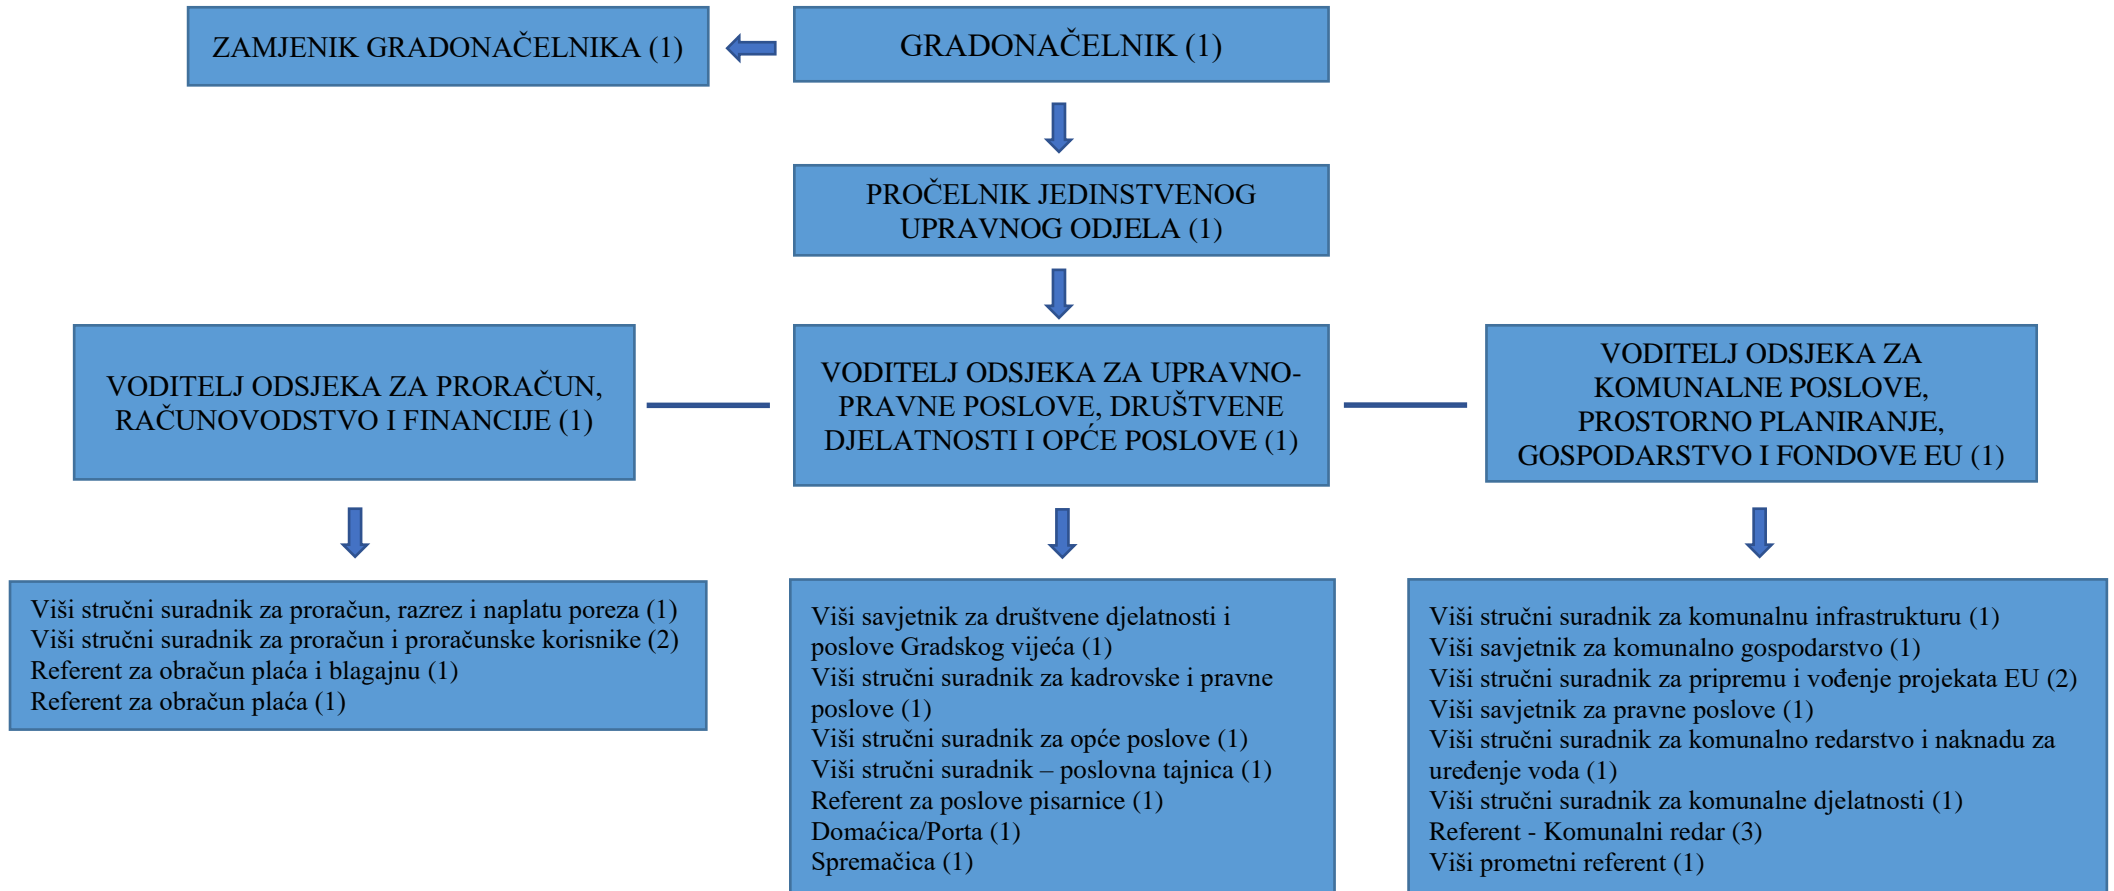 ZAMJENIK GRADONAČELNIKA (1)
GRADONAČELNIK (1)
PROČELNIK JEDINSTVENOG
UPRAVNOG ODJELA (1)
VODITELJ ODSJEKA ZA PRORAČUN,
RAČUNOVODSTVO I FINANCIJE (1)
VODITELJ ODSJEKA ZA UPRAVNO-
PRAVNE POSLOVE, DRUŠTVENE
DJELATNOSTI I OPĆE POSLOVE (1)
VODITELJ ODSJEKA ZA
KOMUNALNE POSLOVE,
PROSTORNO PLANIRANJE,
GOSPODARSTVO I FONDOVE EU (1)
Viši stručni suradnik za proračun, razrez i naplatu poreza (1)
Viši stručni suradnik za proračun i proračunske korisnike (2)
Referent za obračun plaća i blagajnu (1)
Referent za obračun plaća (1)
Viši savjetnik za društvene djelatnosti i
poslove Gradskog vijeća (1)
Viši stručni suradnik za kadrovske i pravne
poslove (1)
Viši stručni suradnik za opće poslove (1)
Viši stručni suradnik – poslovna tajnica (1)
Referent za poslove pisarnice (1)
Domaćica/Porta (1)
Spremačica (1)
Viši stručni suradnik za komunalnu infrastrukturu (1)
Viši savjetnik za komunalno gospodarstvo (1)
Viši stručni suradnik za pripremu i vođenje projekata EU (2)
Viši savjetnik za pravne poslove (1)
Viši stručni suradnik za komunalno redarstvo i naknadu za
uređenje voda (1)
Viši stručni suradnik za komunalne djelatnosti (1)
Referent - Komunalni redar (3)
Viši prometni referent (1)